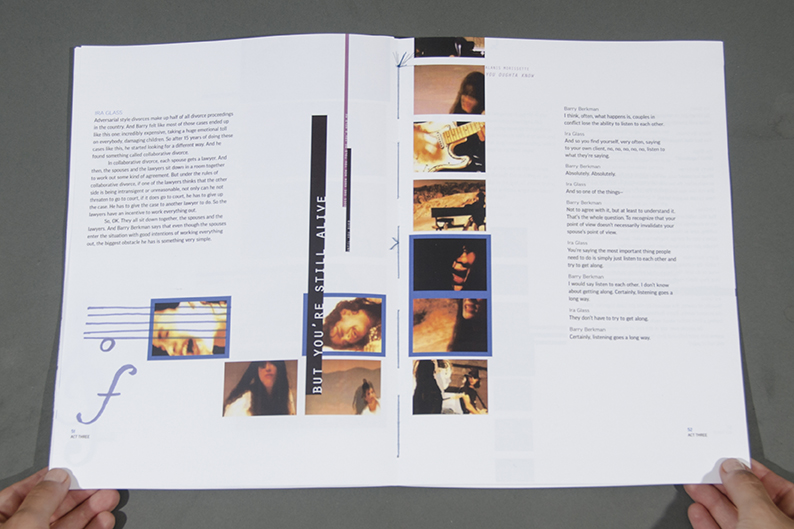 IRA GLASS
Adversarial style divorces make up half of all divorce proceedings
in the country. And Barry felt like most of those cases ended up
like this one: incredibly expensive, taking a huge emotional toll
on everybody, damaging children. So after 15 years of doing these
cases like this, he started looking for a different way. And he
found something called collaborative divorce.
In collaborative divorce, each spouse gets a lawyer. And
then, the spouses and the lawyers sit down in a room together
to work out some kind of agreement. But under the rules of
collaborative divorce, if one of the lawyers thinks that the other
side is being intransigent or unreasonable, not only can he not
threaten to go to court, if it does go to court, he has to give up
the case. He has to give the case to another lawyer to do. So the
lawyers have an incentive to work everything out.
So, OK. They all sit down together, the spouses and the
lawyers. And Barry Berkman says that even though the spouses
enter the situation with good intentions of working everything
out, the biggest obstacle he has is something very simple.
BUT YOU'RE STILL ALIVE
f
ACT THREE
ALANIS MORISSETTE
YOU OUGHTA KNOW
Barry Berkman
I think, often, what happens is, couples in
conflict lose the ability to listen to each other.
Ira Glass
And so you find yourself, very often, saying
to your own client, no, no, no, no, no, listen to
what they're saying.
Barry Berkman
Absolutely. Absolutely.
Ira Glass
And so one of the things–
Barry Berkman
Not to agree with it, but at least to understand it.
That's the whole question. To recognize that your
point of view doesn't necessarily invalidate your
spouse's point of view.
Ira Glass
You're saying the most important thing people
need to do is simply just listen to each other and
try to get along.
Barry Berkman
I would say listen to each other. I don't know
about getting along. Certainly, listening goes a
long way.
Ira Glass
They don't have to try to get along.
Barry Berkman
Certainly, listening goes a long way
ACT THREE